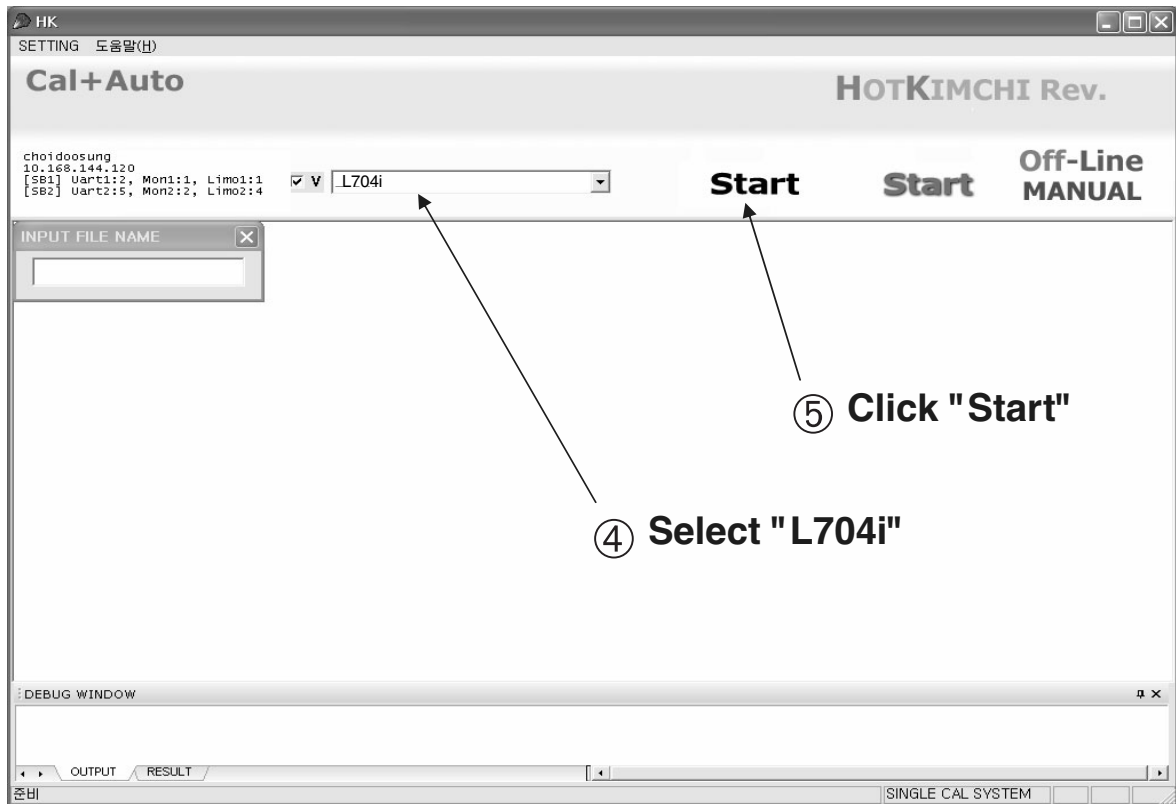 HK
SETTING 도움말(H)
Cal+Auto
HOTKIMCHI Rev.
choidoosung
10.168.144.120
[SB1] Uart1:2, Mon1:1, Limo1:1
[SB2] Uart2:5, Mon2:2, Limo2:4
V _L704i
Start
Start
Off-Line
MANUAL
INPUT FILE NAME
⑤ Click "Start"
④ Select "L704i"
DEBUG WINDOW
OUTPUT RESULT
준비 SINGLE CAL SYSTEM